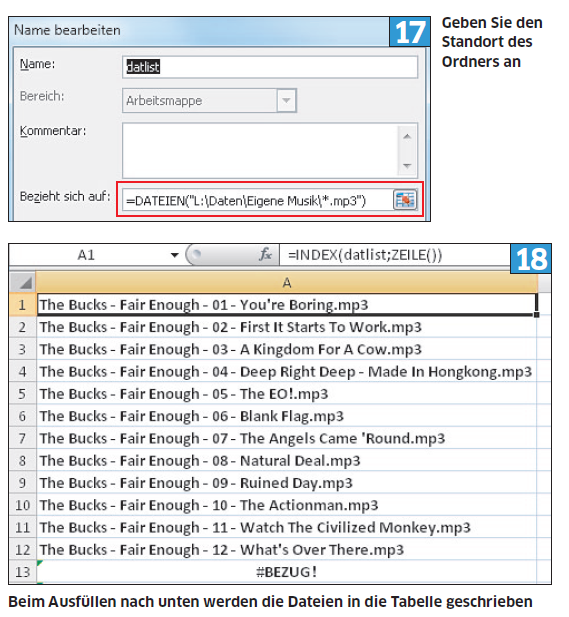 Name bearbeiten
17
Geben Sie den
Standort des
Ordners an
Name:
datlist
Bereich:
Arbeitsmappe
Kommentar:
Bezieht sich auf:
=DATEIEN("L:\Daten\Eigene Musik\*.mp3")
A1
fx
=INDEX(datlist;ZEILE())
18
A
1 The Bucks - Fair Enough - 01 - You're Boring.mp3
2 The Bucks - Fair Enough - 02 - First It Starts To Work.mp3
3 The Bucks - Fair Enough - 03 - A Kingdom For A Cow.mp3
4 The Bucks - Fair Enough - 04 - Deep Right Deep - Made In Hongkong.mp3
5 The Bucks - Fair Enough - 05 - The EO!.mp3
6 The Bucks - Fair Enough - 06 - Blank Flag.mp3
7 The Bucks - Fair Enough - 07 - The Angels Came 'Round.mp3
8 The Bucks - Fair Enough - 08 - Natural Deal.mp3
9 The Bucks - Fair Enough - 09 - Ruined Day.mp3
10 The Bucks - Fair Enough - 10 - The Actionman.mp3
11 The Bucks - Fair Enough - 11 - Watch The Civilized Monkey.mp3
12 The Bucks - Fair Enough - 12 - What's Over There.mp3
13 #BEZUG!
Beim Ausfüllen nach unten werden die Dateien in die Tabelle geschrieben